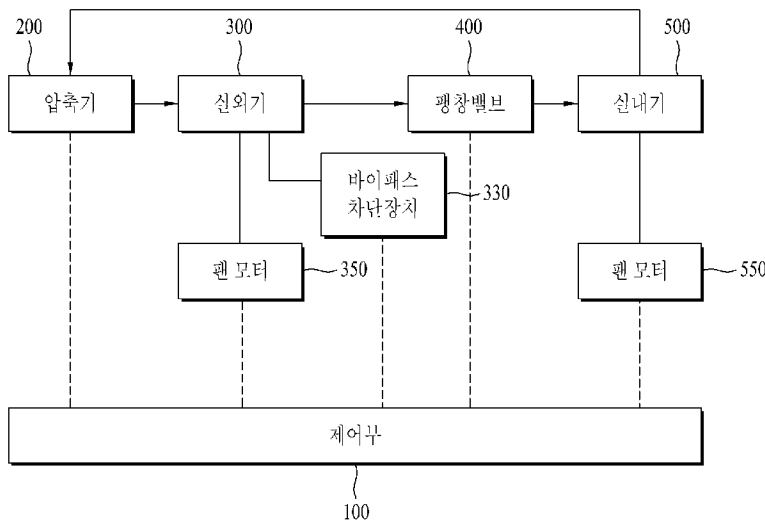 200
300
400
500
압축기
실외기
팽창밸브
실내기
바이패스
차단장치
330
팬 모터
350
팬 모터
550
제어부
100